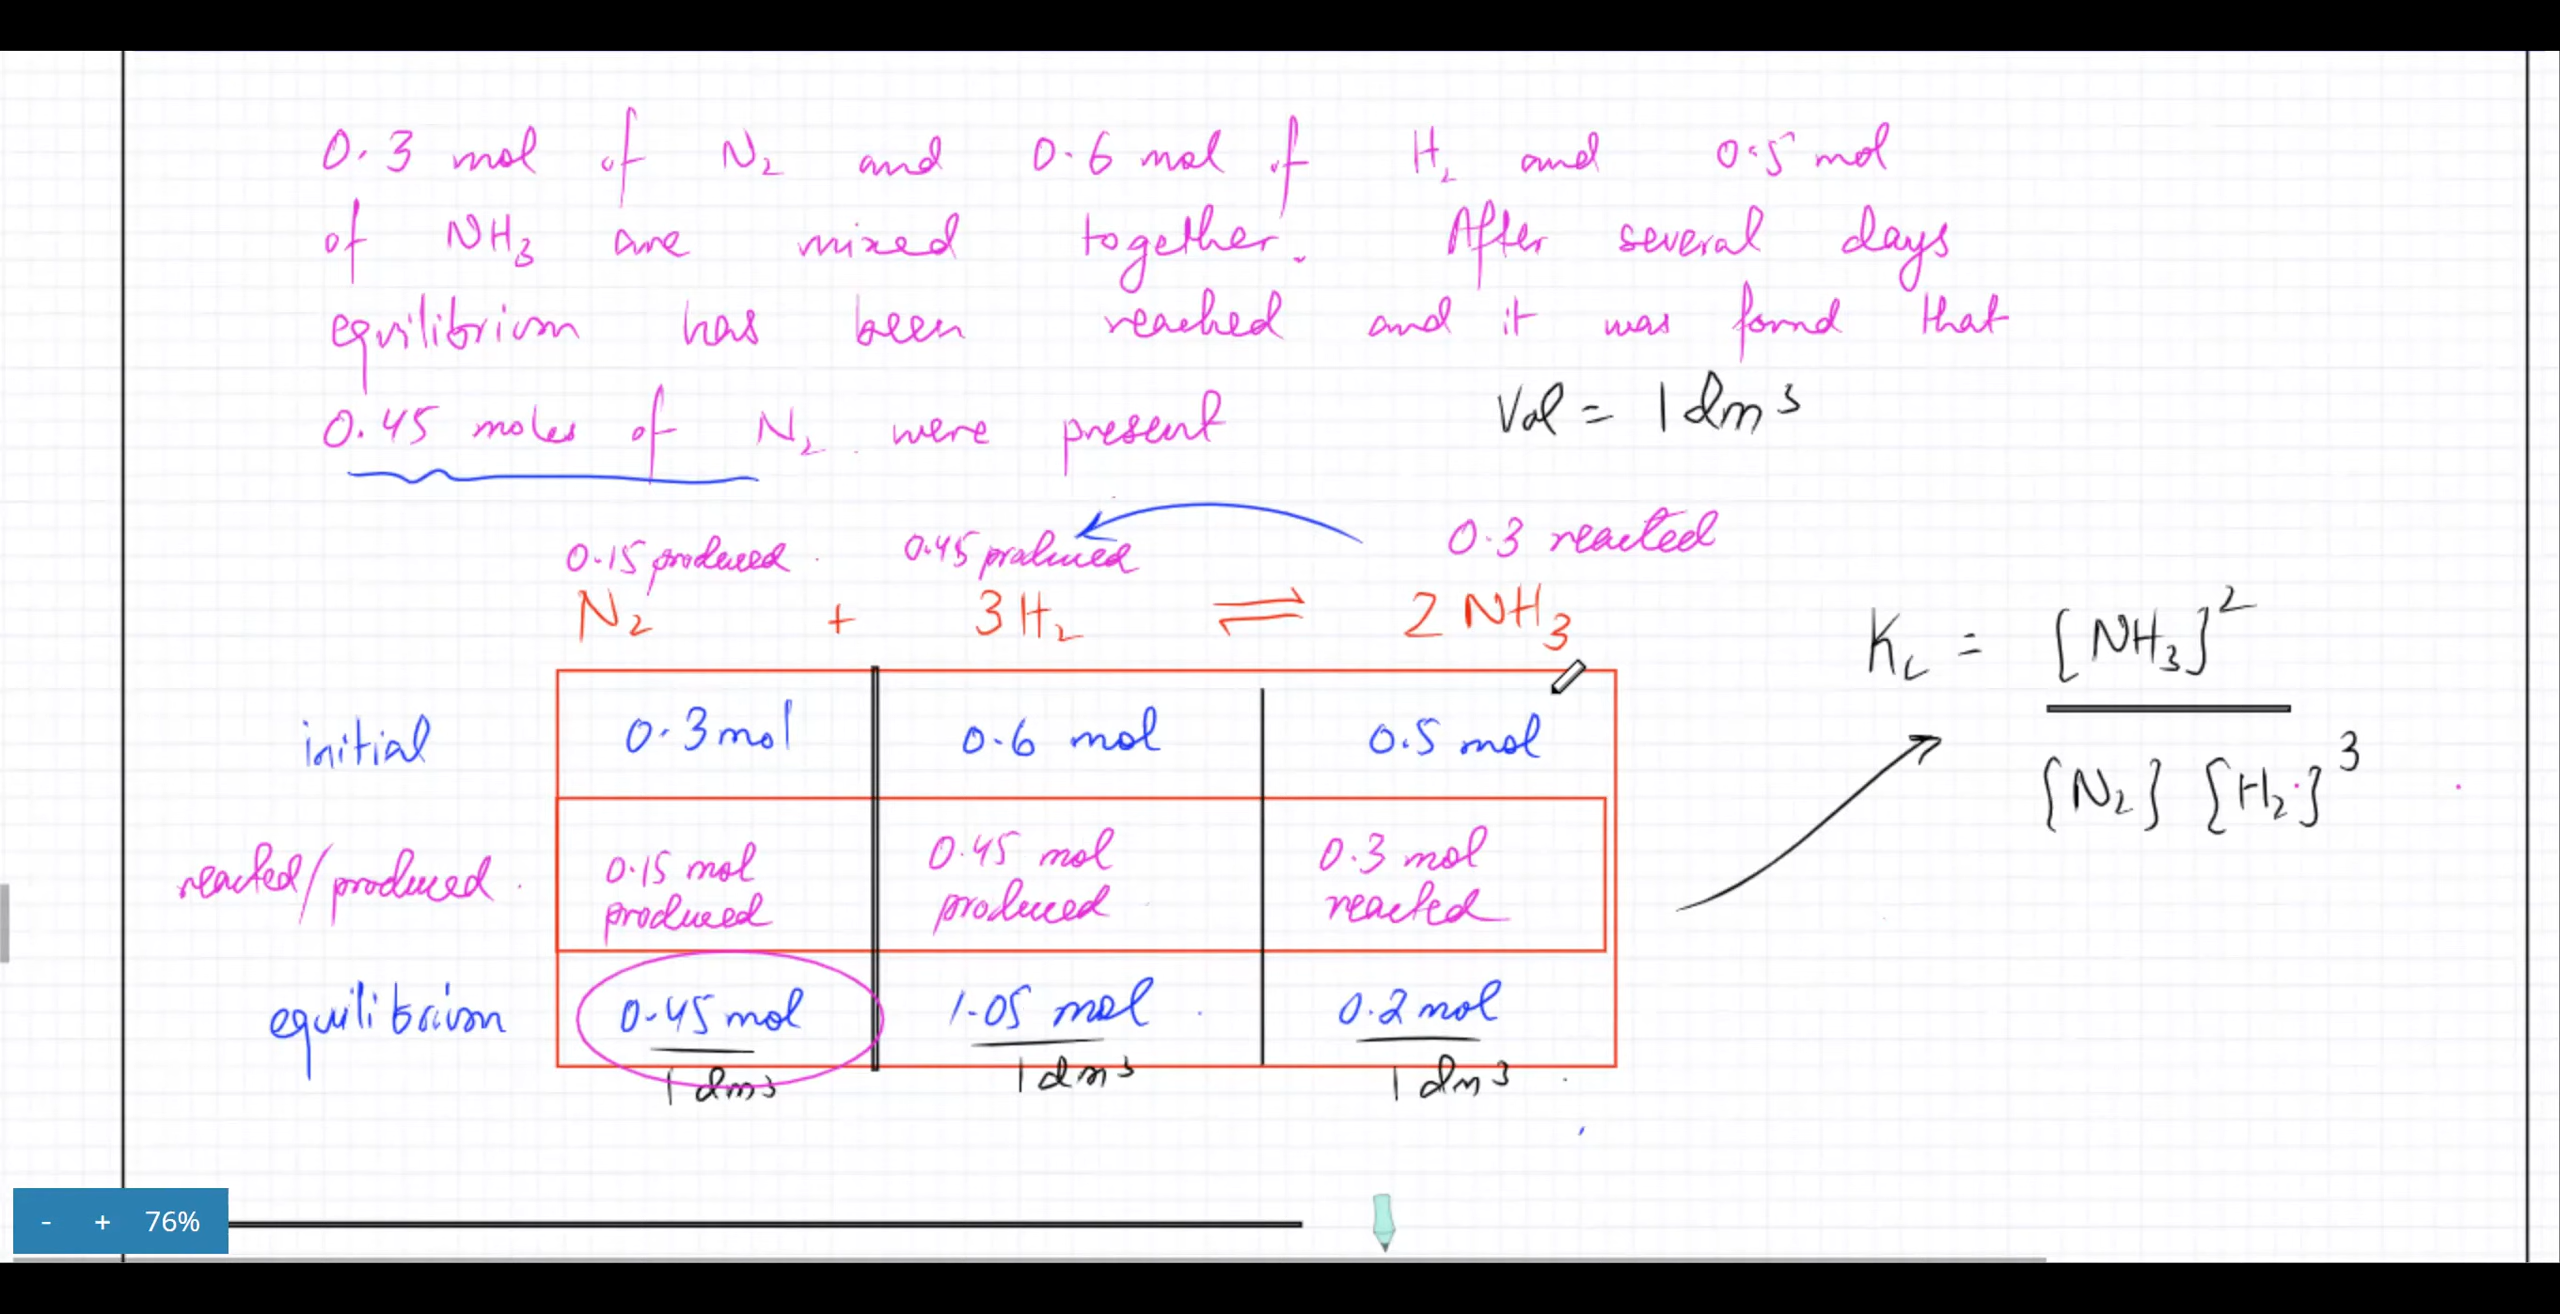 0.3 mol of N₂ and 0.6 mol of H₂ and 0.5 mol
of NH₃ are mixed together. After several days
equilibrium has been reached and it was found that
0.45 moles of N₂ were present
Vol = 1 dm³
0.15 produced 0.45 produced 0.3 reacted
N₂ + 3H₂ ⇌ 2NH₃
initial 0.3 mol 0.6 mol 0.5 mol
reacted/produced 0.15 mol produced 0.45 mol produced 0.3 mol reacted
equilibrium 0.45 mol 1.05 mol 0.2 mol
1 dm³ 1 dm³ 1 dm³
Kc = [NH₃]²
[N₂] [H₂]³
- + 76%